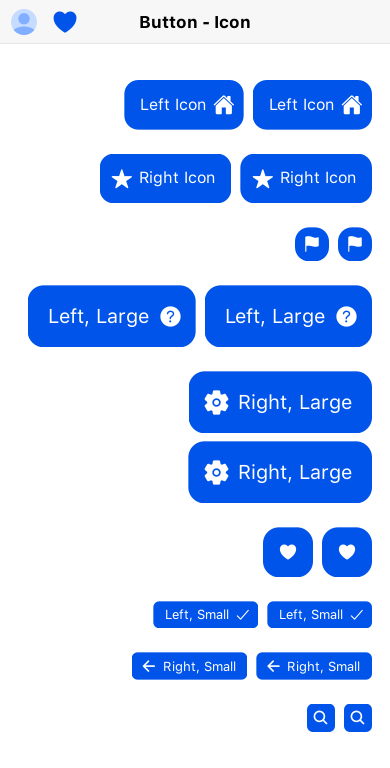 Button - Icon
Left Icon Left Icon
Right Icon Right Icon
Left, Large Left, Large
Right, Large
Right, Large
Left, Small Left, Small
Right, Small Right, Small